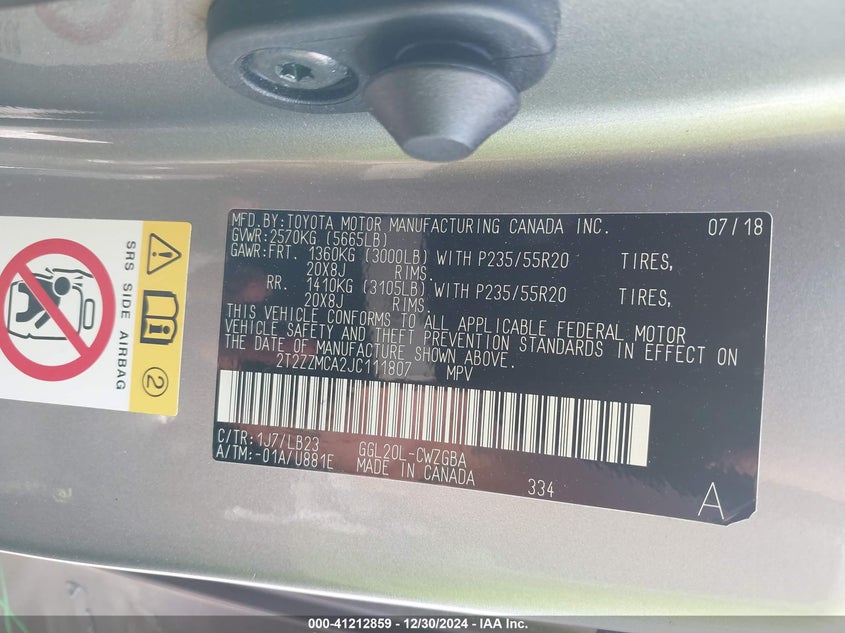 MFD.BY:TOYOTA MOTOR MANUFACTURING CANADA INC. 07/18
GVWR:2570KG (5665LB)
GAWR:FRT. 1360KG (3000LB) WITH P235/55R20 TIRES,
20X8J RIMS.
RR. 1410KG (3105LB) WITH P235/55R20 TIRES,
20X8J RIMS.
THIS VEHICLE CONFORMS TO ALL APPLICABLE FEDERAL MOTOR
VEHICLE SAFETY AND THEFT PREVENTION STANDARDS IN EFFECT ON
THE DATE OF MANUFACTURE SHOWN ABOVE.
2T2ZZMCA2JC111807 MPV
C/TR:1J7/LB23 GGL20L-CWZGBA
A/TM:-01A/U881E MADE IN CANADA 334
A
SRS SIDE AIRBAG
2
000-41212859 - 12/30/2024 - IAA Inc.